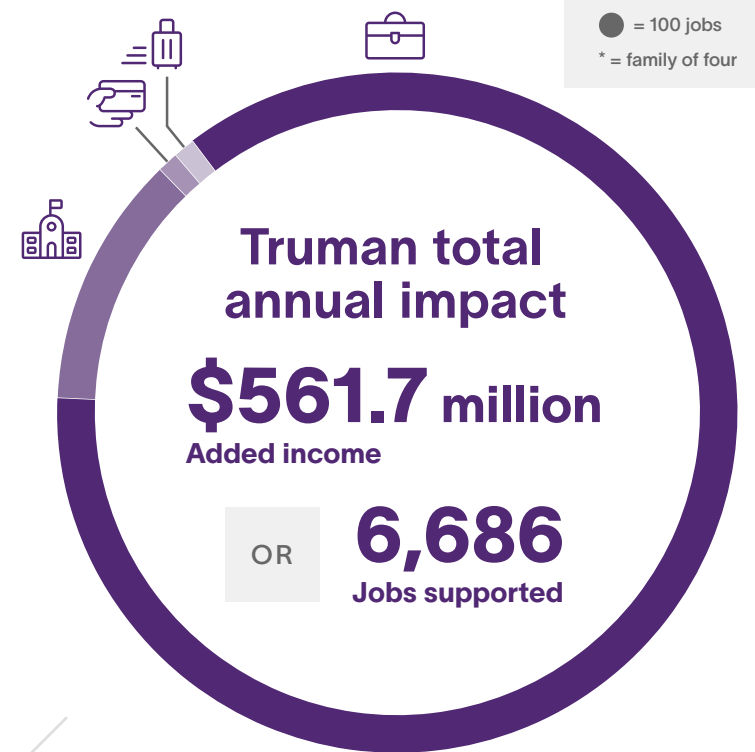 = 100 jobs
* = family of four
Truman total
annual impact
$561.7 million
Added income
OR
6,686
Jobs supported